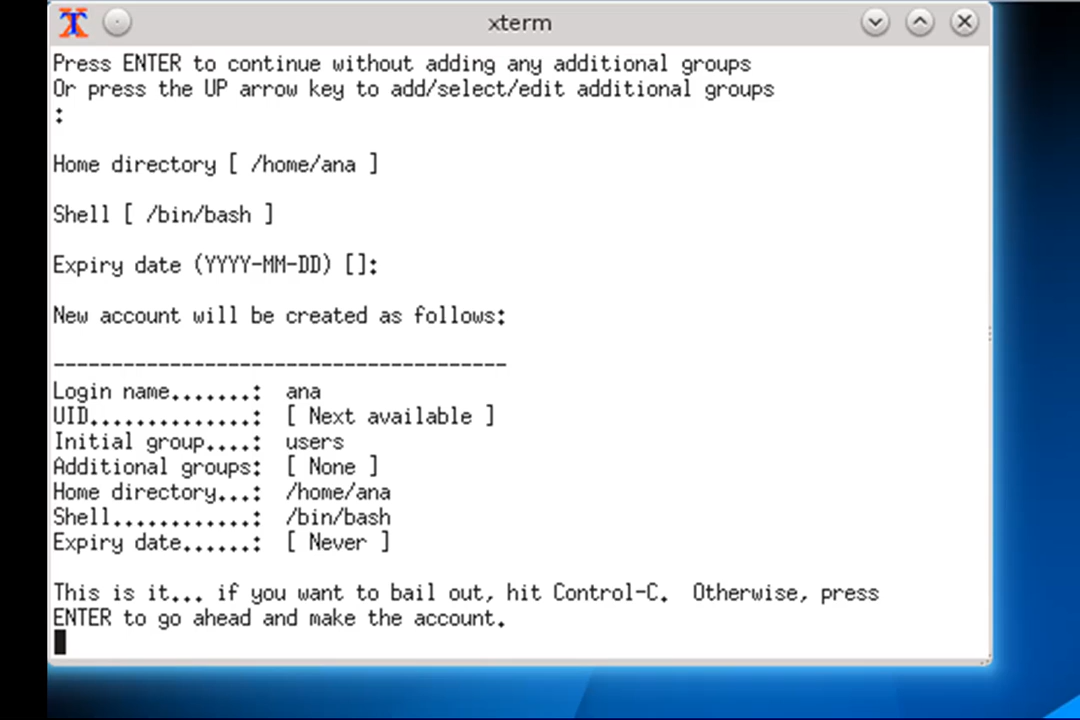 xterm
Press ENTER to continue without adding any additional groups
Or press the UP arrow key to add/select/edit additional groups
:
Home directory [ /home/ana ]
Shell [ /bin/bash ]
Expiry date (YYYY-MM-DD) []:
New account will be created as follows:
---------------------------------------
Login name.......:  ana
UID..............:  [ Next available ]
Initial group....:  users
Additional groups:  [ None ]
Home directory...:  /home/ana
Shell............:  /bin/bash
Expiry date......:  [ Never ]
This is it... if you want to bail out, hit Control-C.  Otherwise, press
ENTER to go ahead and make the account.